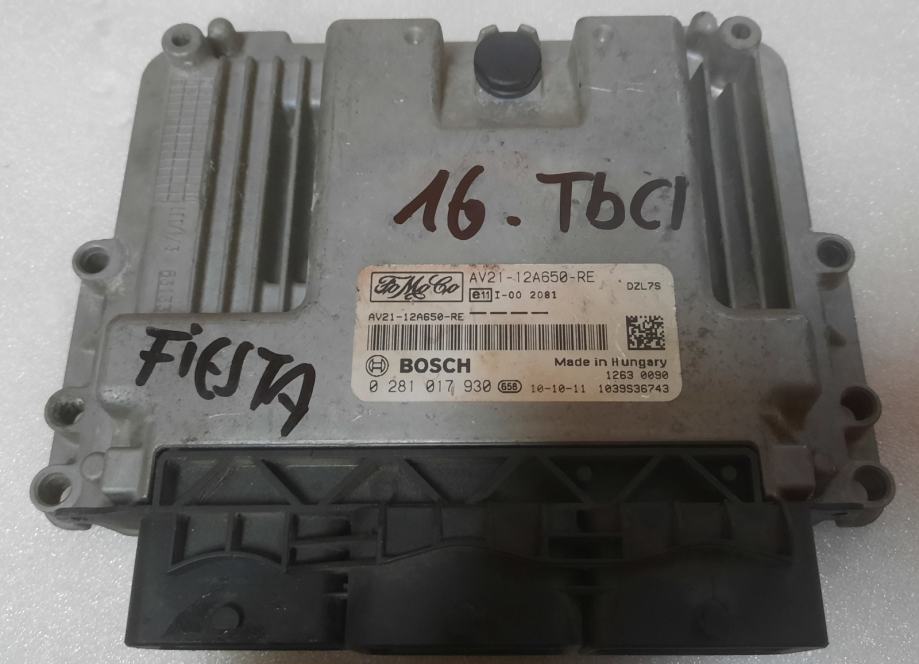 16. TDCI
FoMoCo AV21-12A650-RE DZL7S
e11 I-00 2081
AV21-12A650-RE — — — —
BOSCH Made in Hungary
1263 0090
0 281 017 930 658 10-10-11 1039S36743
FiESTA